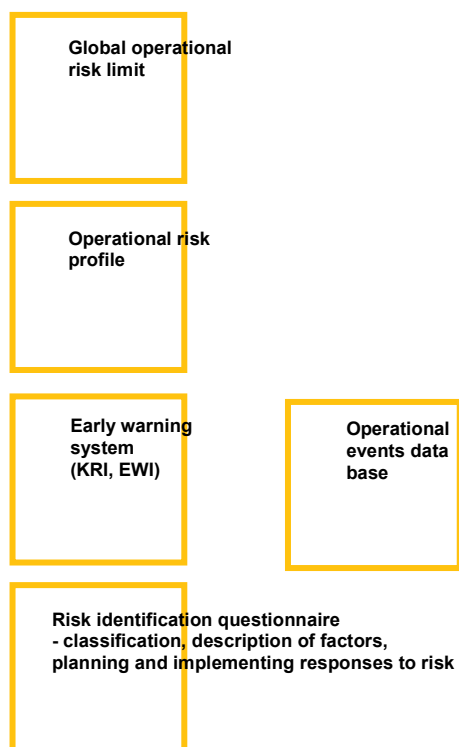 Global operational
risk limit
Operational risk
profile
Early warning
system
(KRI, EWI)
Operational
events data
base
Risk identification questionnaire
- classification, description of factors,
planning and implementing responses to risk